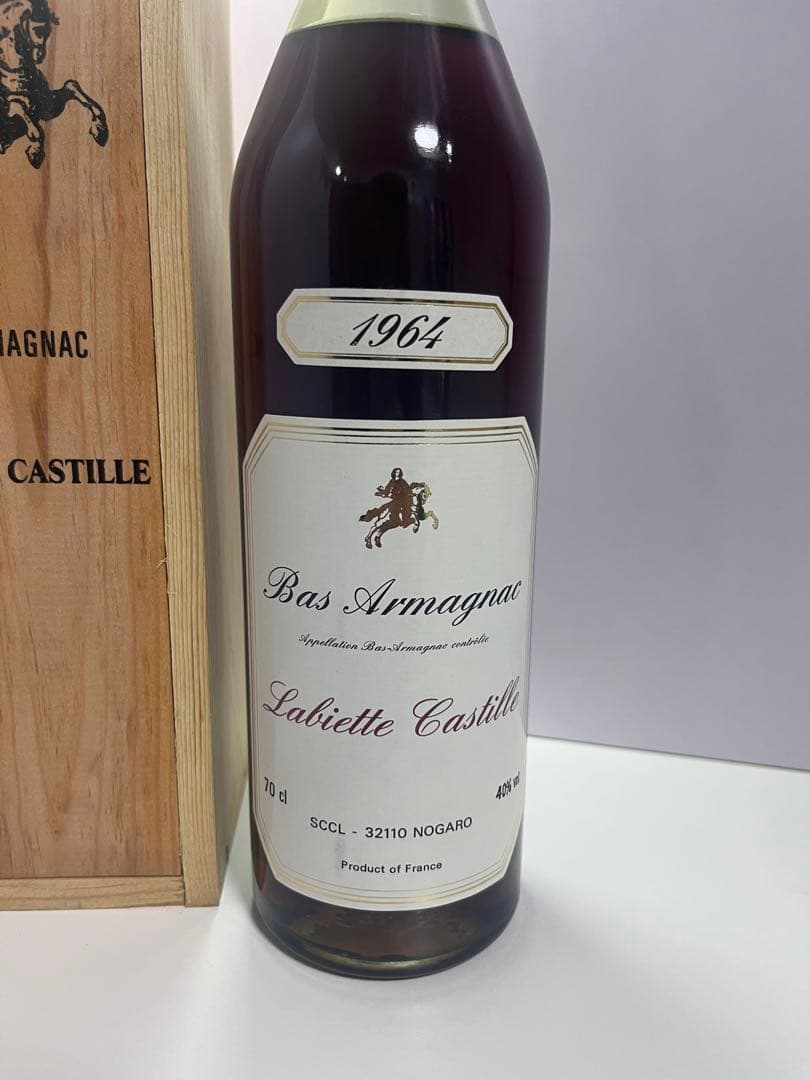 CASTILLE
1964
Bas Armagnac
Appellation Bas-Armagnac contrôlée
Labiette Castille
70 cl
40% vol
SCCL - 32110 NOGARO
Product of France